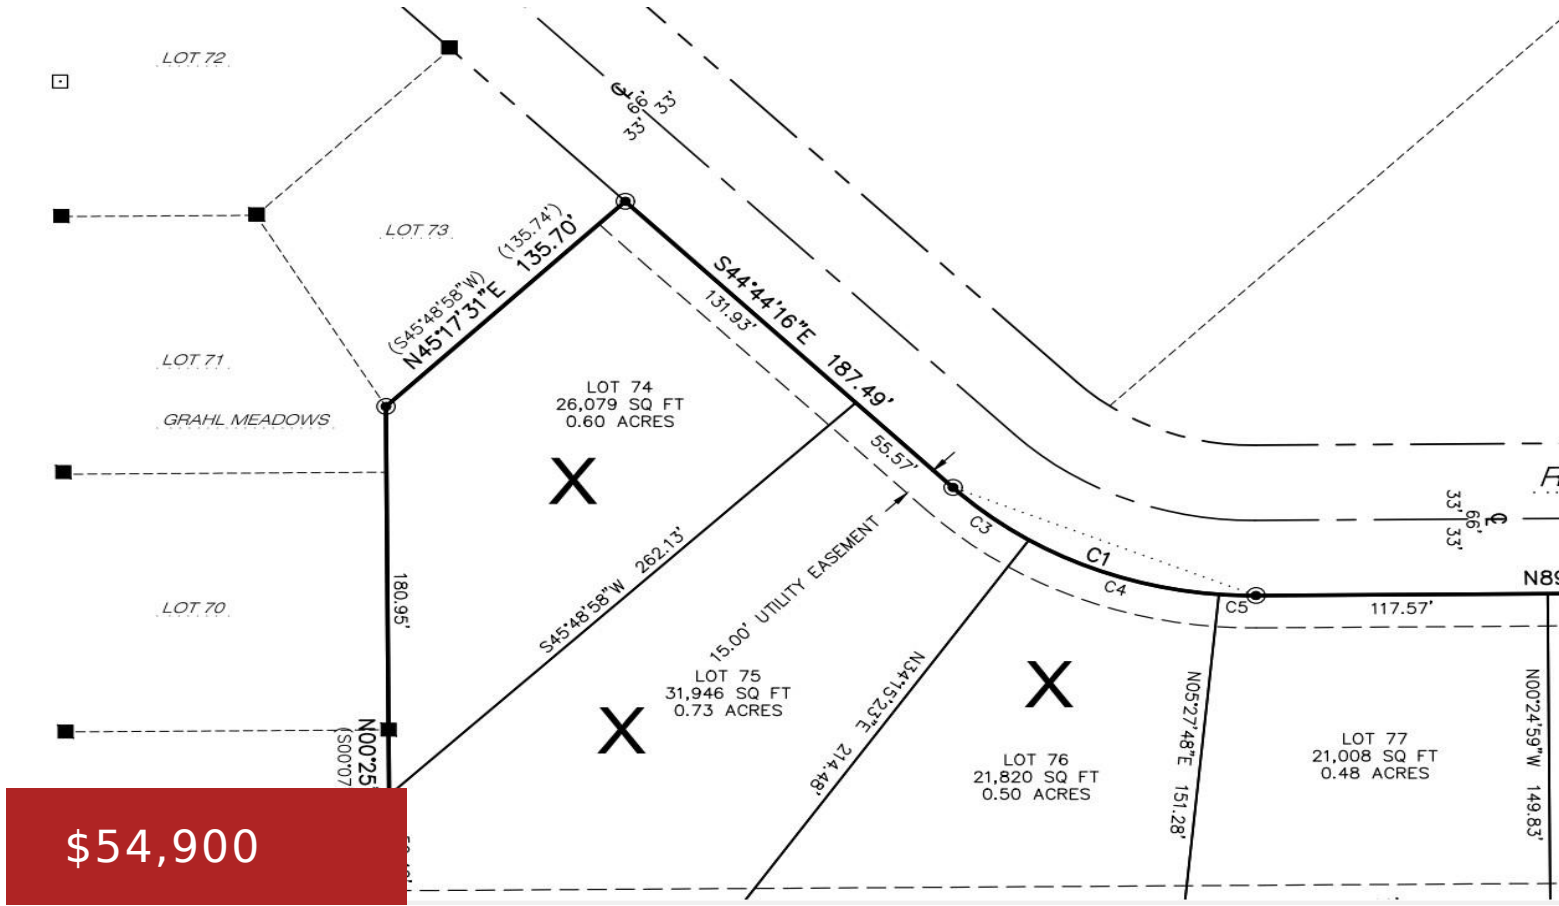 LOT 72
66'
33'
33'
LOT 73
(135.74')
135.70'
(S45°48'58"W)
N45°17'31"E
S44°44'16"E
187.49'
131.93'
LOT 71
GRAHL MEADOWS
LOT 74
26,079 SQ FT
0.60 ACRES
X
55.57'
C3
C1
C4
C5
33'
66'
33'
117.57'
LOT 70
180.95'
S45°48'58"W 262.13'
15.00' UTILITY EASEMENT
LOT 75
31,946 SQ FT
0.73 ACRES
X
N34°15'23"E 214.48'
X
LOT 76
21,820 SQ FT
0.50 ACRES
N05°27'48"E 151.28'
LOT 77
21,008 SQ FT
0.48 ACRES
N00°24'59"W 149.83'
$54,900